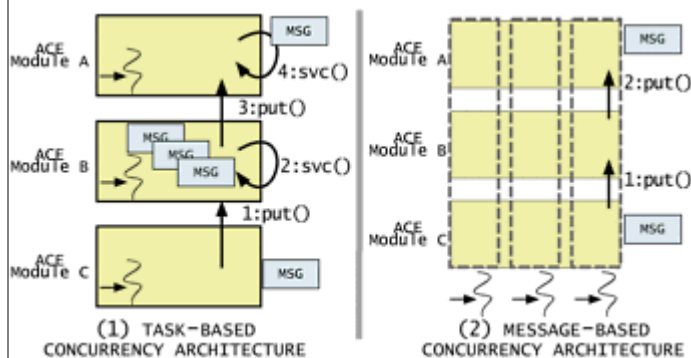 ACE
Module A
MSG
4:svc()
3:put()
ACE
Module B
MSG
MSG
MSG
2:svc()
1:put()
ACE
Module C
MSG
(1) TASK-BASED
CONCURRENCY ARCHITECTURE
ACE
Module A
MSG
2:put()
ACE
Module B
1:put()
ACE
Module C
MSG
(2) MESSAGE-BASED
CONCURRENCY ARCHITECTURE